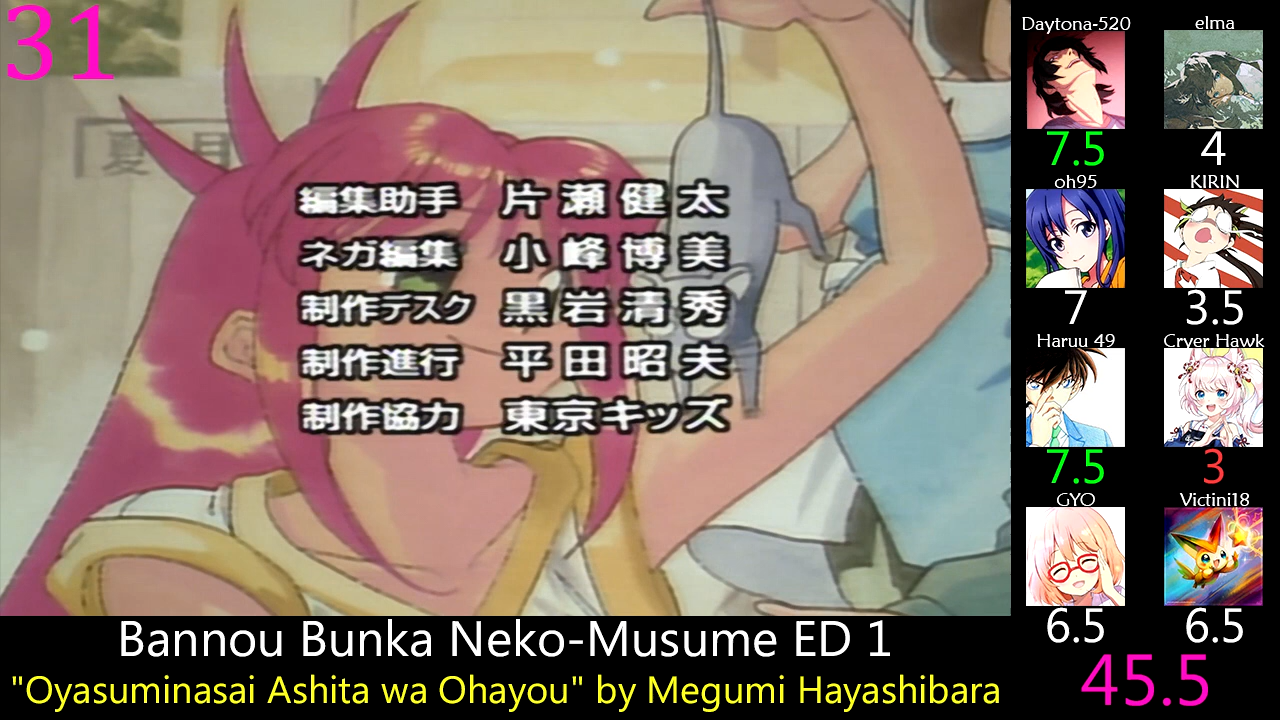 31
夏月
編集助手 片瀬健太
ネガ編集 小峰博美
制作デスク 黒岩清秀
制作進行 平田昭夫
制作協力 東京キッズ
Bannou Bunka Neko-Musume ED 1
"Oyasuminasai Ashita wa Ohayou" by Megumi Hayashibara
Daytona-520 elma
7.5 4
oh95 KIRIN
7 3.5
Haruu 49 Cryer Hawk
7.5 3
GYO Victini18
6.5 6.5
45.5